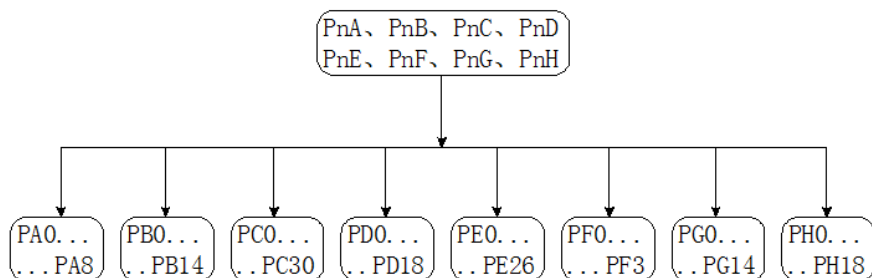 PnA、PnB、PnC、PnD
PnE、PnF、PnG、PnH
PA0...
...PA8
PB0...
..PB14
PC0...
..PC30
PD0...
..PD18
PE0...
..PE26
PF0...
...PF3
PG0...
..PG14
PH0...
..PH18